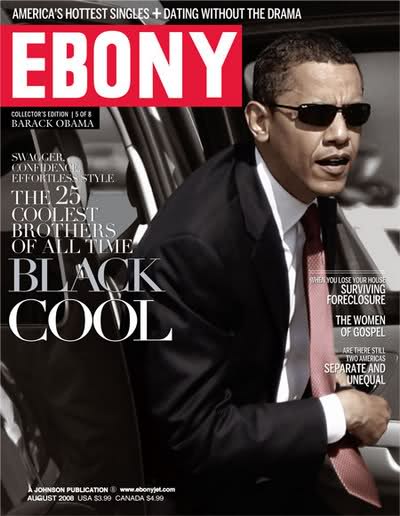 AMERICA'S HOTTEST SINGLES + DATING WITHOUT THE DRAMA
EBONY
COLLECTOR'S EDITION | 5 OF 8
BARACK OBAMA
SWAGGER,
CONFIDENCE,
EFFORTLESS STYLE
THE 25
COOLEST
BROTHERS
OF ALL TIME
BLACK
COOL
WHEN YOU LOSE YOUR HOUSE
SURVIVING
FORECLOSURE
THE WOMEN
OF GOSPEL
ARE THERE STILL
TWO AMERICAS
SEPARATE AND
UNEQUAL
A JOHNSON PUBLICATION ® www.ebonyjet.com
AUGUST 2008 USA $3.99 CANADA $4.99